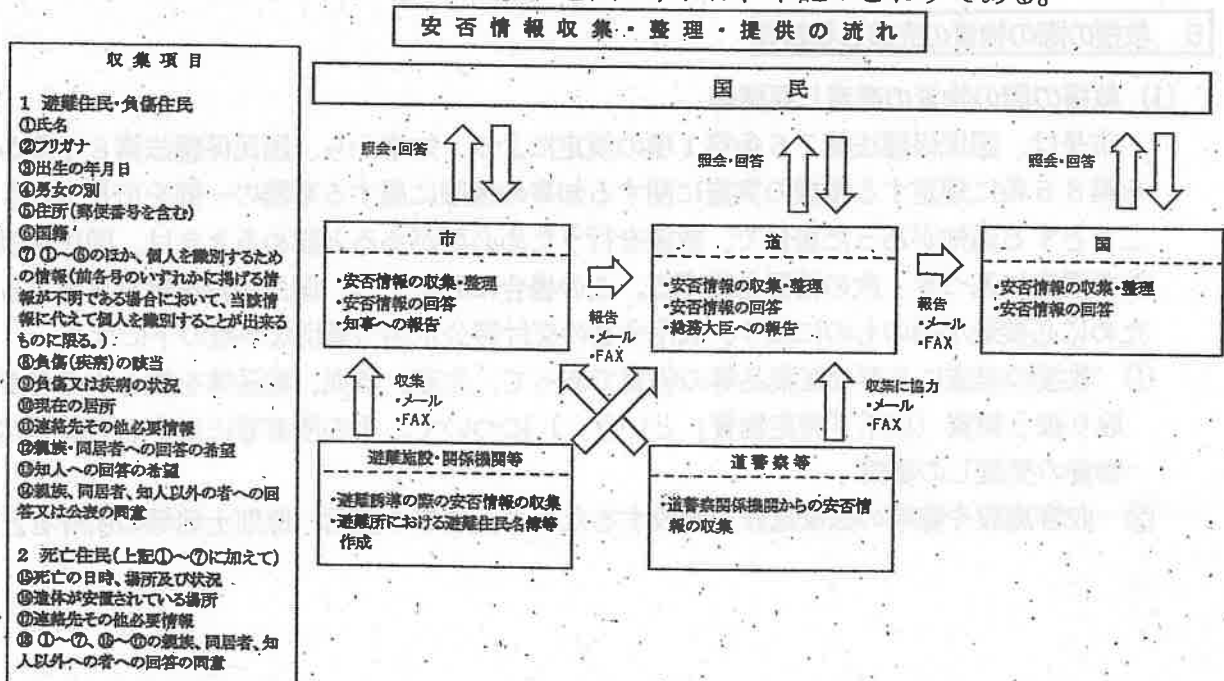 安否情報収集・整理・提供の流れ
収集項目
1 避難住民・負傷住民
①氏名
②フリガナ
③出生の年月日
④男女の別
⑤住所(郵便番号を含む)
⑥国籍
⑦ ①～⑥のほか、個人を識別するため
の情報(前各号のいずれかに掲げる情
報が不明である場合において、当該情
報に代えて個人を識別することが出来る
ものに限る。)
⑧負傷(疾病)の該当
⑨負傷又は疾病の状況
⑩現在の居所
⑪連絡先その他必要情報
⑫親族・同居者への回答の希望
⑬知人への回答の希望
⑭親族、同居者、知人以外の者への回
答又は公表の同意
2 死亡住民(上記①～⑦に加えて)
⑮死亡の日時、場所及び状況
⑯遺体が安置されている場所
⑰連絡先その他必要情報
⑱ ①～⑦、⑮～⑰の親族、同居者、知
人以外への者への回答の同意
国民
照会・回答
照会・回答
照会・回答
市
・安否情報の収集・整理
・安否情報の回答
・知事への報告
報告
・メール
・FAX
道
・安否情報の収集・整理
・安否情報の回答
・総務大臣への報告
報告
・メール
・FAX
国
・安否情報の収集・整理
・安否情報の回答
収集
・メール
・FAX
収集に協力
・メール
・FAX
避難施設・関係機関等
・避難誘導の際の安否情報の収集
・避難所における避難住民名簿等
作成
道警察等
・道警察関係機関からの安否情
報の収集